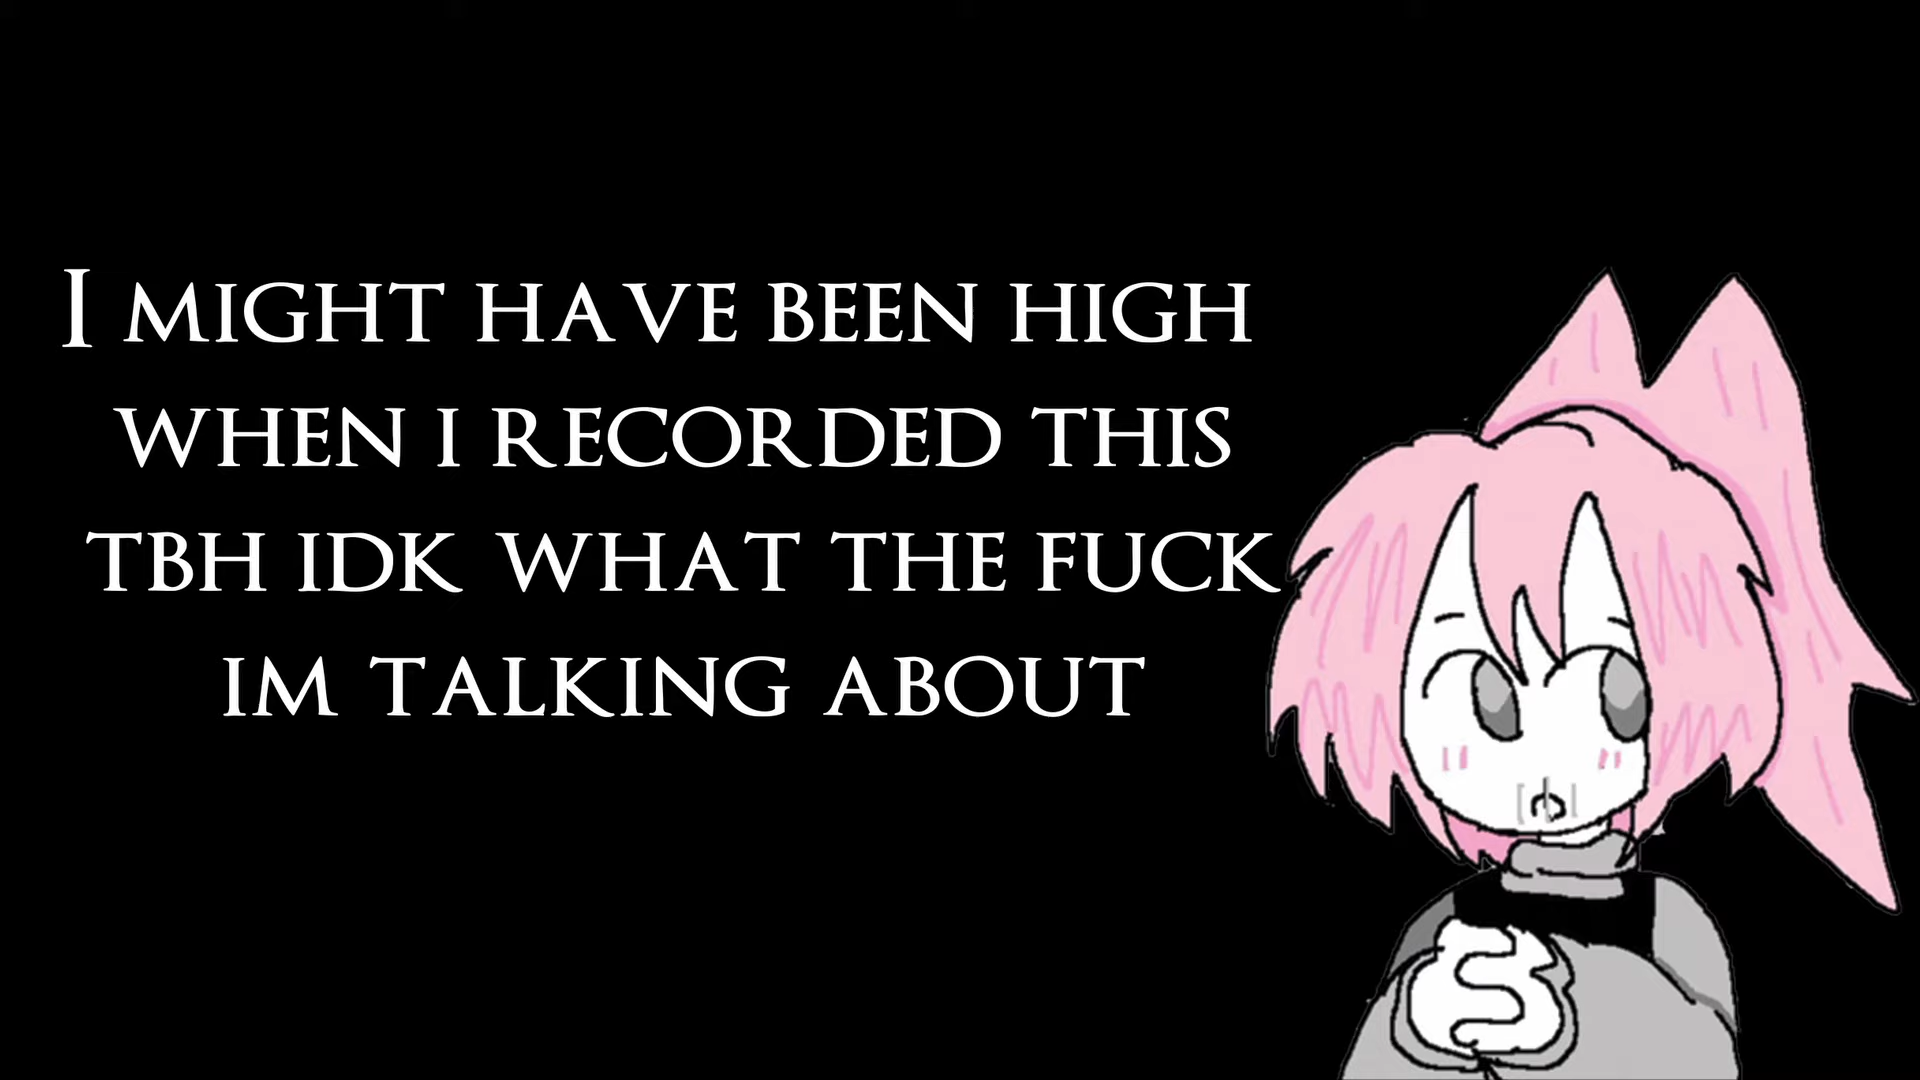 I MIGHT HAVE BEEN HIGH
WHEN I RECORDED THIS
TBH IDK WHAT THE FUCK
IM TALKING ABOUT